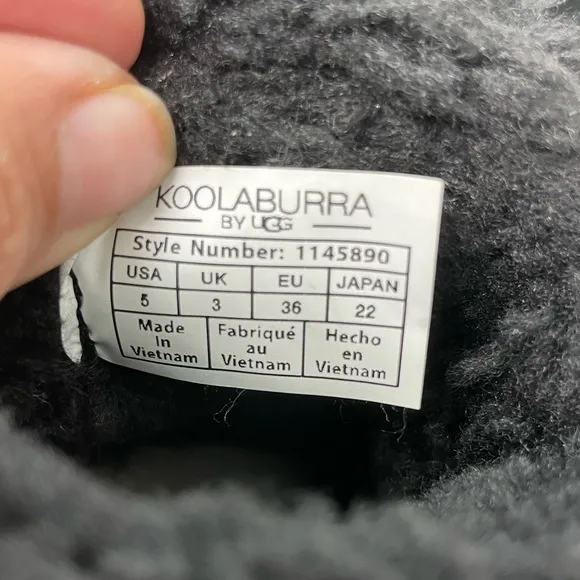 KOOLABURRA
BY UGG
Style Number: 1145890
USA UK EU JAPAN
5 3 36 22
Made In Vietnam
Fabriqué au Vietnam
Hecho en Vietnam